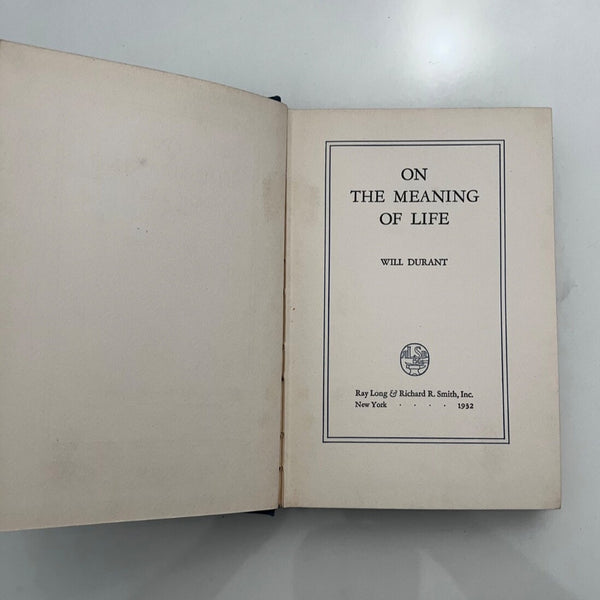 ON
THE MEANING
OF LIFE
WILL DURANT
Ray Long & Richard R. Smith, Inc.
New York . . . . 1932